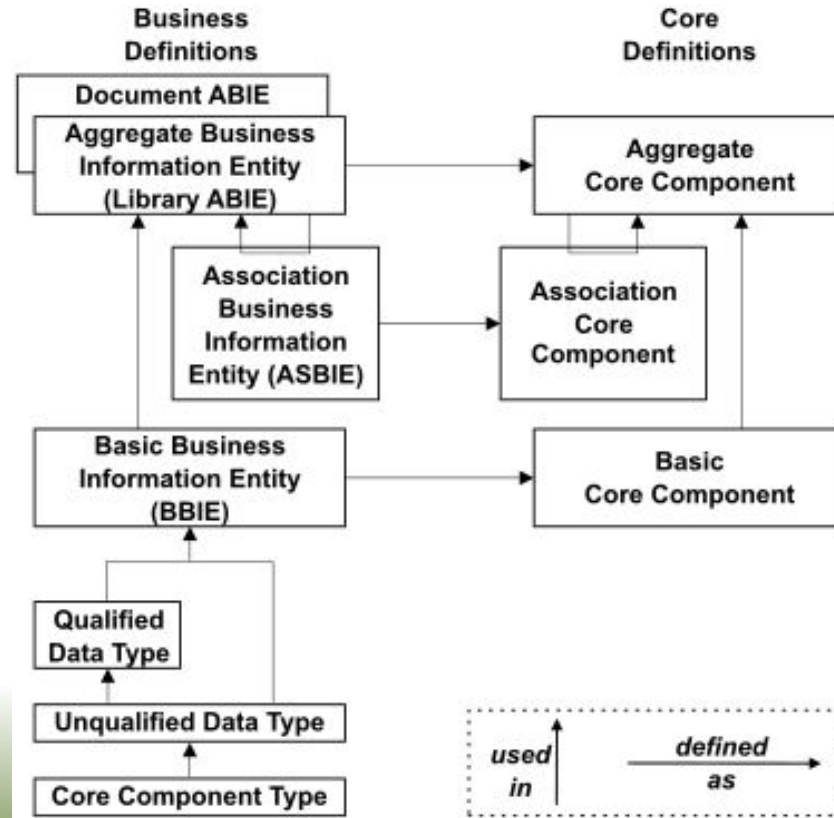 Business
Definitions
Core
Definitions
Document ABIE
Aggregate Business
Information Entity
(Library ABIE)
Aggregate
Core Component
Association
Business
Information
Entity (ASBIE)
Association
Core
Component
Basic Business
Information Entity
(BBIE)
Basic
Core Component
Qualified
Data Type
Unqualified Data Type
Core Component Type
used
in
defined
as